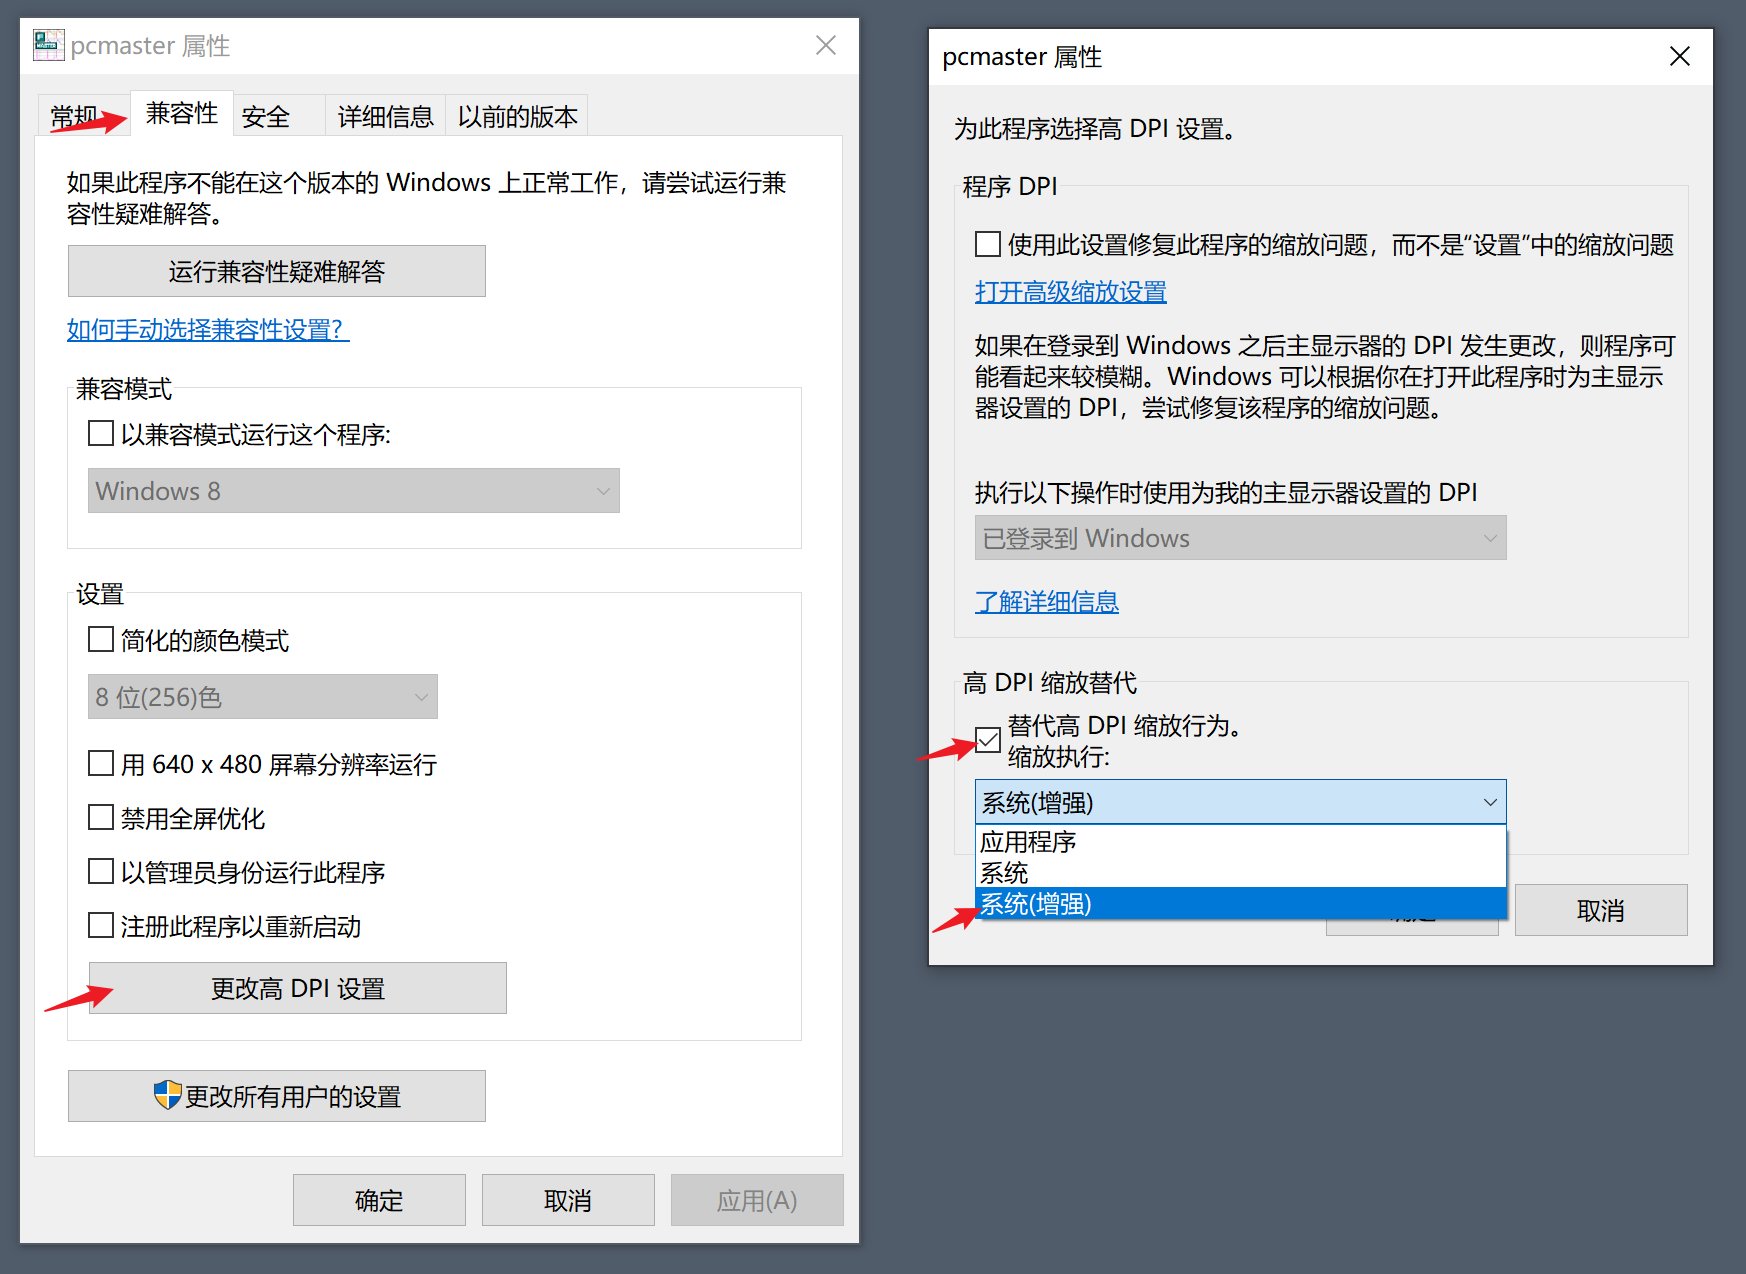 pcmaster 属性
常规
兼容性
安全
详细信息
以前的版本
如果此程序不能在这个版本的 Windows 上正常工作，请尝试运行兼
容性疑难解答。
运行兼容性疑难解答
如何手动选择兼容性设置?
兼容模式
以兼容模式运行这个程序:
Windows 8
设置
简化的颜色模式
8 位(256)色
用 640 x 480 屏幕分辨率运行
禁用全屏优化
以管理员身份运行此程序
注册此程序以重新启动
更改高 DPI 设置
更改所有用户的设置
确定
取消
应用(A)
pcmaster 属性
为此程序选择高 DPI 设置。
程序 DPI
使用此设置修复此程序的缩放问题，而不是“设置”中的缩放问题
打开高级缩放设置
如果在登录到 Windows 之后主显示器的 DPI 发生更改，则程序可
能看起来较模糊。Windows 可以根据你在打开此程序时为主显示
器设置的 DPI，尝试修复该程序的缩放问题。
执行以下操作时使用为我的主显示器设置的 DPI
已登录到 Windows
了解详细信息
高 DPI 缩放替代
替代高 DPI 缩放行为。
缩放执行:
系统(增强)
应用程序
系统
系统(增强)
取消